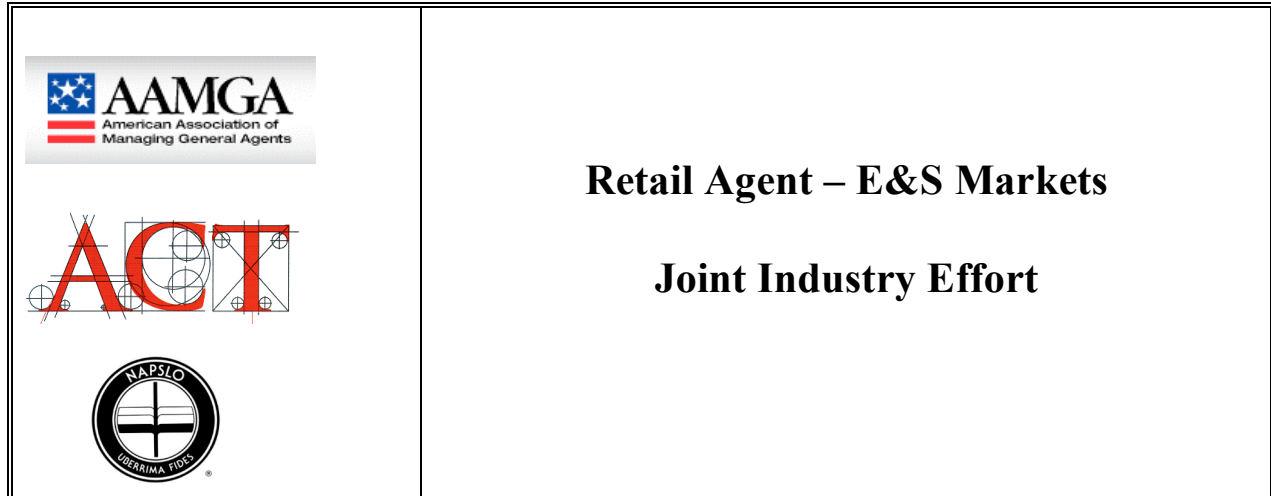 AAMGA
American Association of
Managing General Agents
ACT
NAPSLO
UBERRIMA FIDES
®
Retail Agent – E&S Markets
Joint Industry Effort